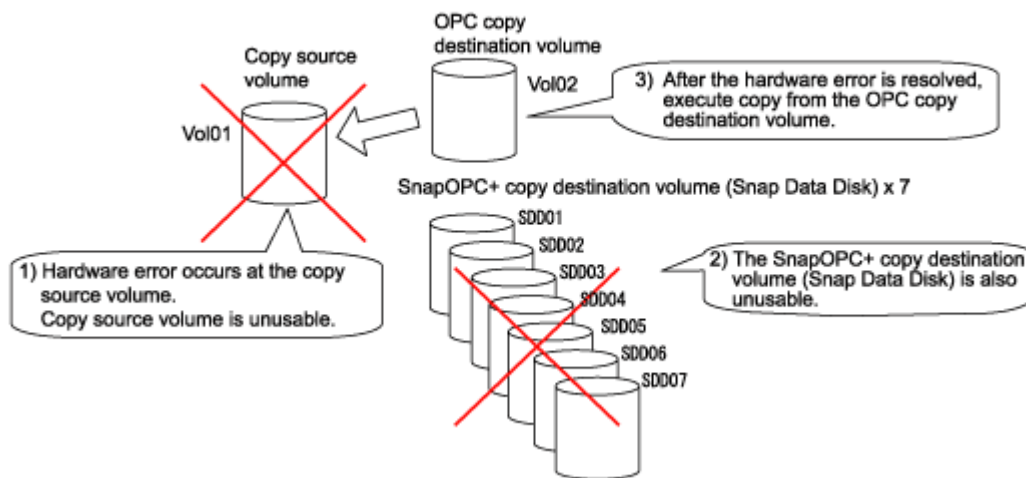 OPC copy
destination volume
Copy source
volume
Vol01
Vol02
3) After the hardware error is resolved,
execute copy from the OPC copy
destination volume.
SnapOPC+ copy destination volume (Snap Data Disk) x 7
SDD01
SDD02
SDD03
SDD04
SDD05
SDD06
SDD07
1) Hardware error occurs at the copy
source volume.
Copy source volume is unusable.
2) The SnapOPC+ copy destination
volume (Snap Data Disk) is also
unusable.